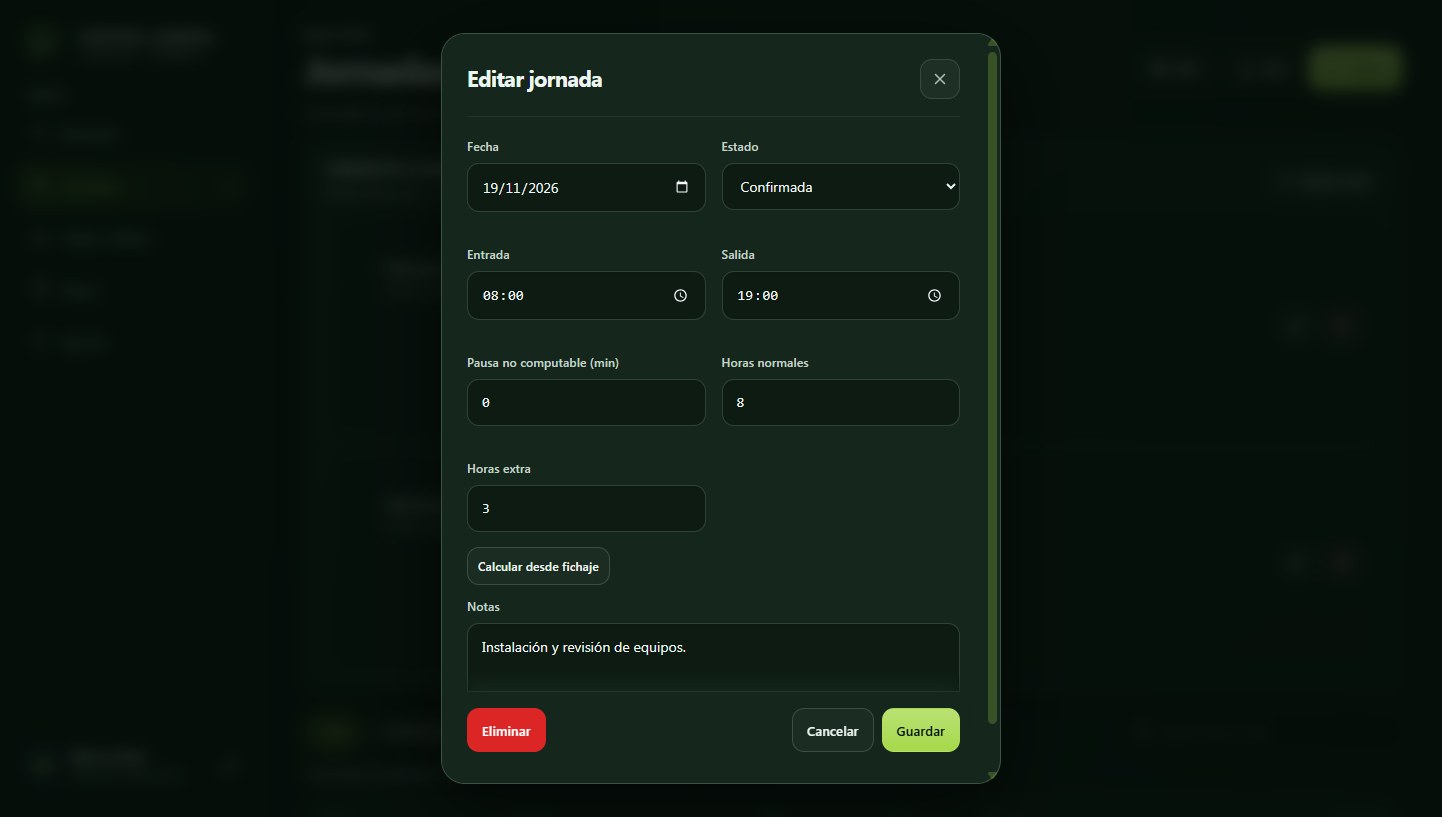 Editar jornada
Fecha
Estado
19/11/2026
Confirmada
Entrada
Salida
08:00
19:00
Pausa no computable (min)
Horas normales
0
8
Horas extra
3
Calcular desde fichaje
Notas
Instalación y revisión de equipos.
Eliminar
Cancelar
Guardar